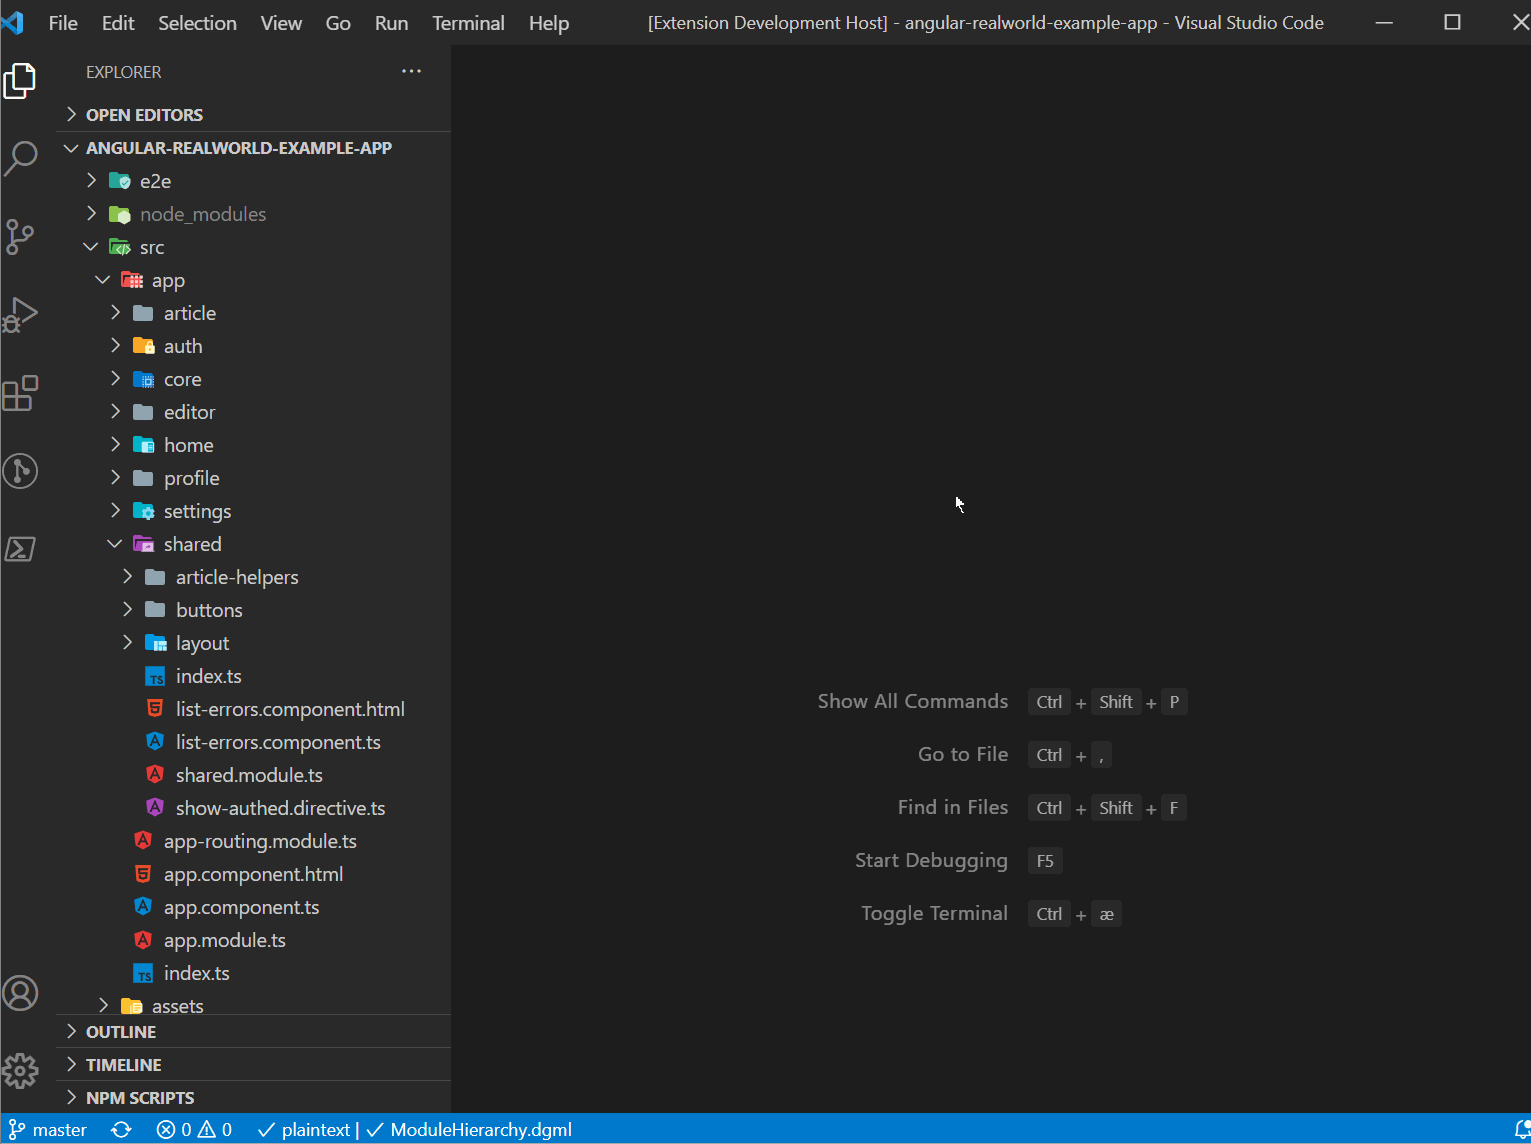 File Edit Selection View Go Run Terminal Help [Extension Development Host] - angular-realworld-example-app - Visual Studio Code
EXPLORER
OPEN EDITORS
ANGULAR-REALWORLD-EXAMPLE-APP
e2e
node_modules
src
app
article
auth
core
editor
home
profile
settings
shared
article-helpers
buttons
layout
index.ts
list-errors.component.html
list-errors.component.ts
shared.module.ts
show-authed.directive.ts
app-routing.module.ts
app.component.html
app.component.ts
app.module.ts
index.ts
assets
OUTLINE
TIMELINE
NPM SCRIPTS
Show All Commands Ctrl + Shift + P
Go to File Ctrl + ,
Find in Files Ctrl + Shift + F
Start Debugging F5
Toggle Terminal Ctrl + æ
master 0 0 plaintext | ModuleHierarchy.dgml